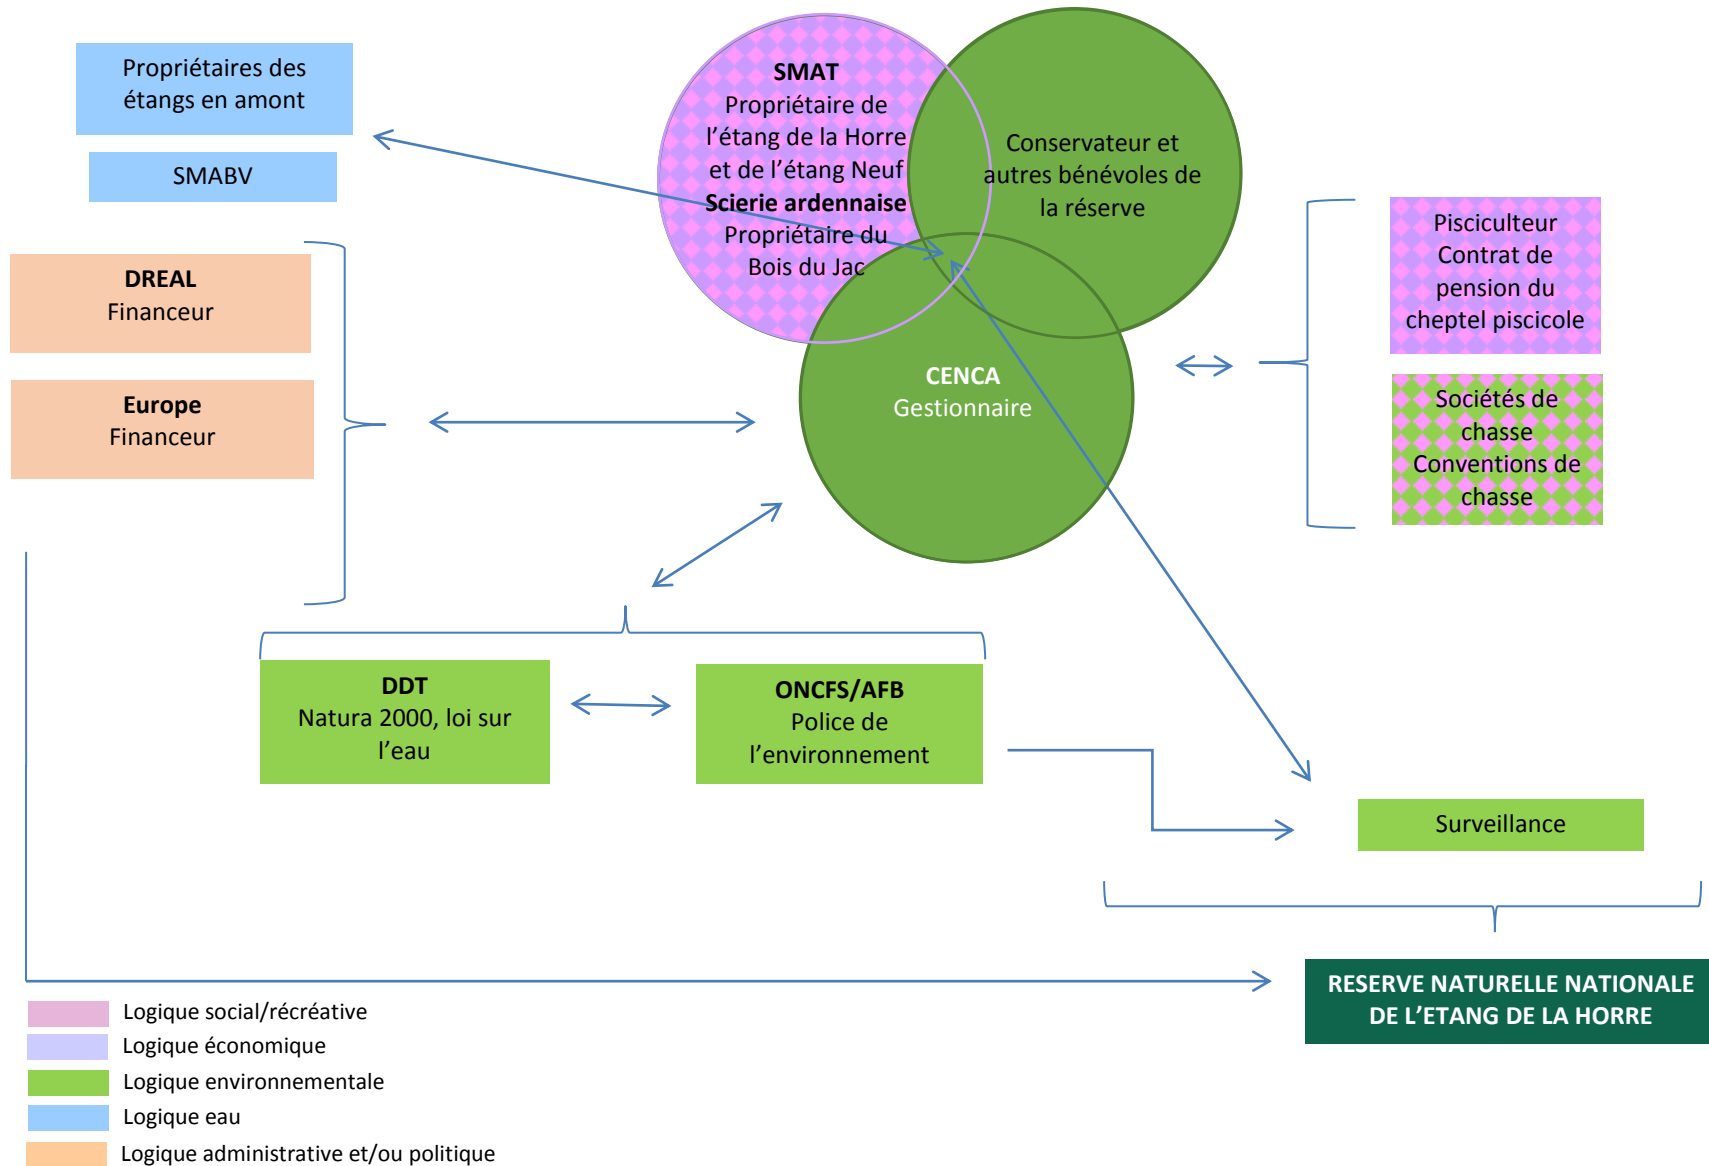 Propriétaires des
étangs en amont
SMABV
DREAL
Financeur
Europe
Financeur
SMAT
Propriétaire de
l’étang de la Horre
et de l’étang Neuf
Scierie ardennaise
Propriétaire du
Bois du Jac
Conservateur et
autres bénévoles de
la réserve
CENCA
Gestionnaire
Pisciculteur
Contrat de
pension du
cheptel piscicole
Sociétés de
chasse
Conventions de
chasse
DDT
Natura 2000, loi sur
l’eau
ONCFS/AFB
Police de
l’environnement
Surveillance
RESERVE NATURELLE NATIONALE
DE L’ETANG DE LA HORRE
Logique social/récréative
Logique économique
Logique environnementale
Logique eau
Logique administrative et/ou politique